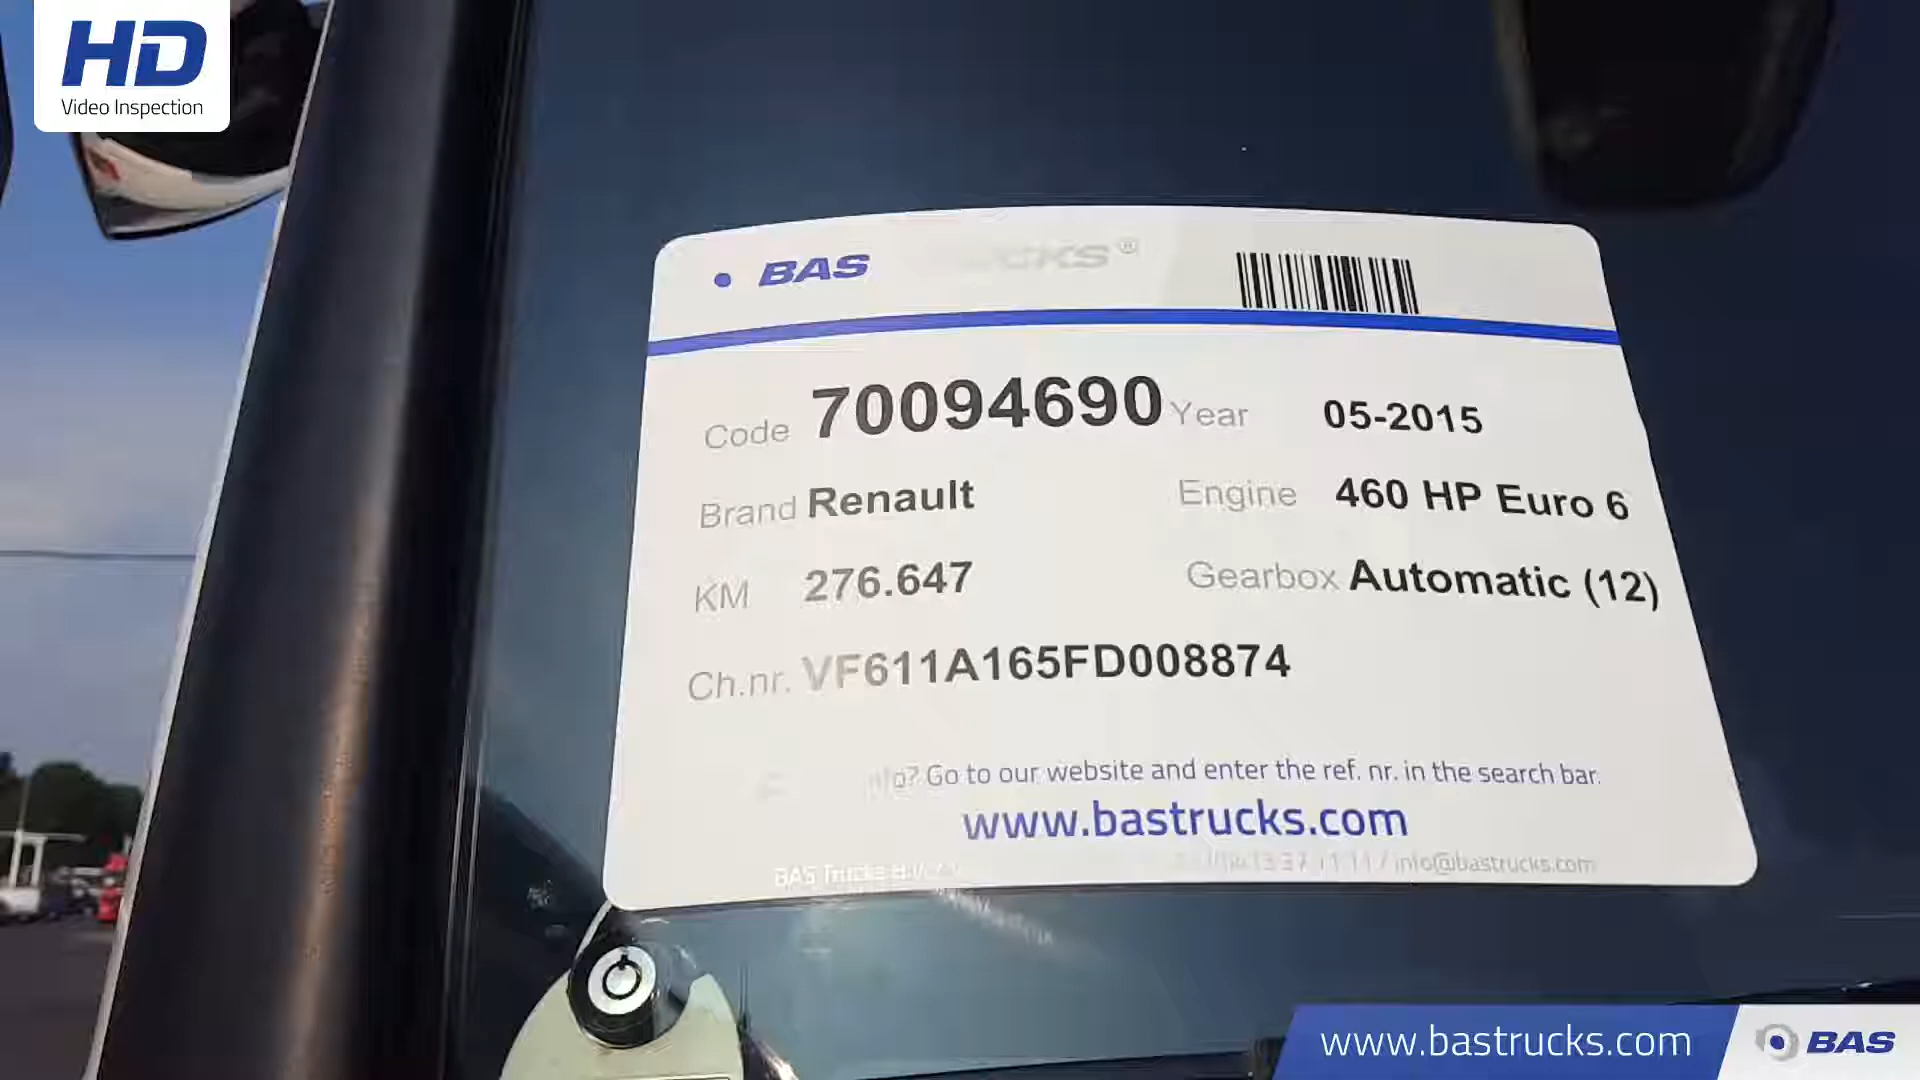 HD
Video Inspection
BAS
Code 70094690 Year 05-2015
Brand Renault Engine 460 HP Euro 6
KM 276.647 Gearbox Automatic (12)
Ch.nr. VF611A165FD008874
Go to our website and enter the ref. nr. in the search bar.
www.bastrucks.com
BAS Trucks info@bastrucks.com
www.bastrucks.com BAS